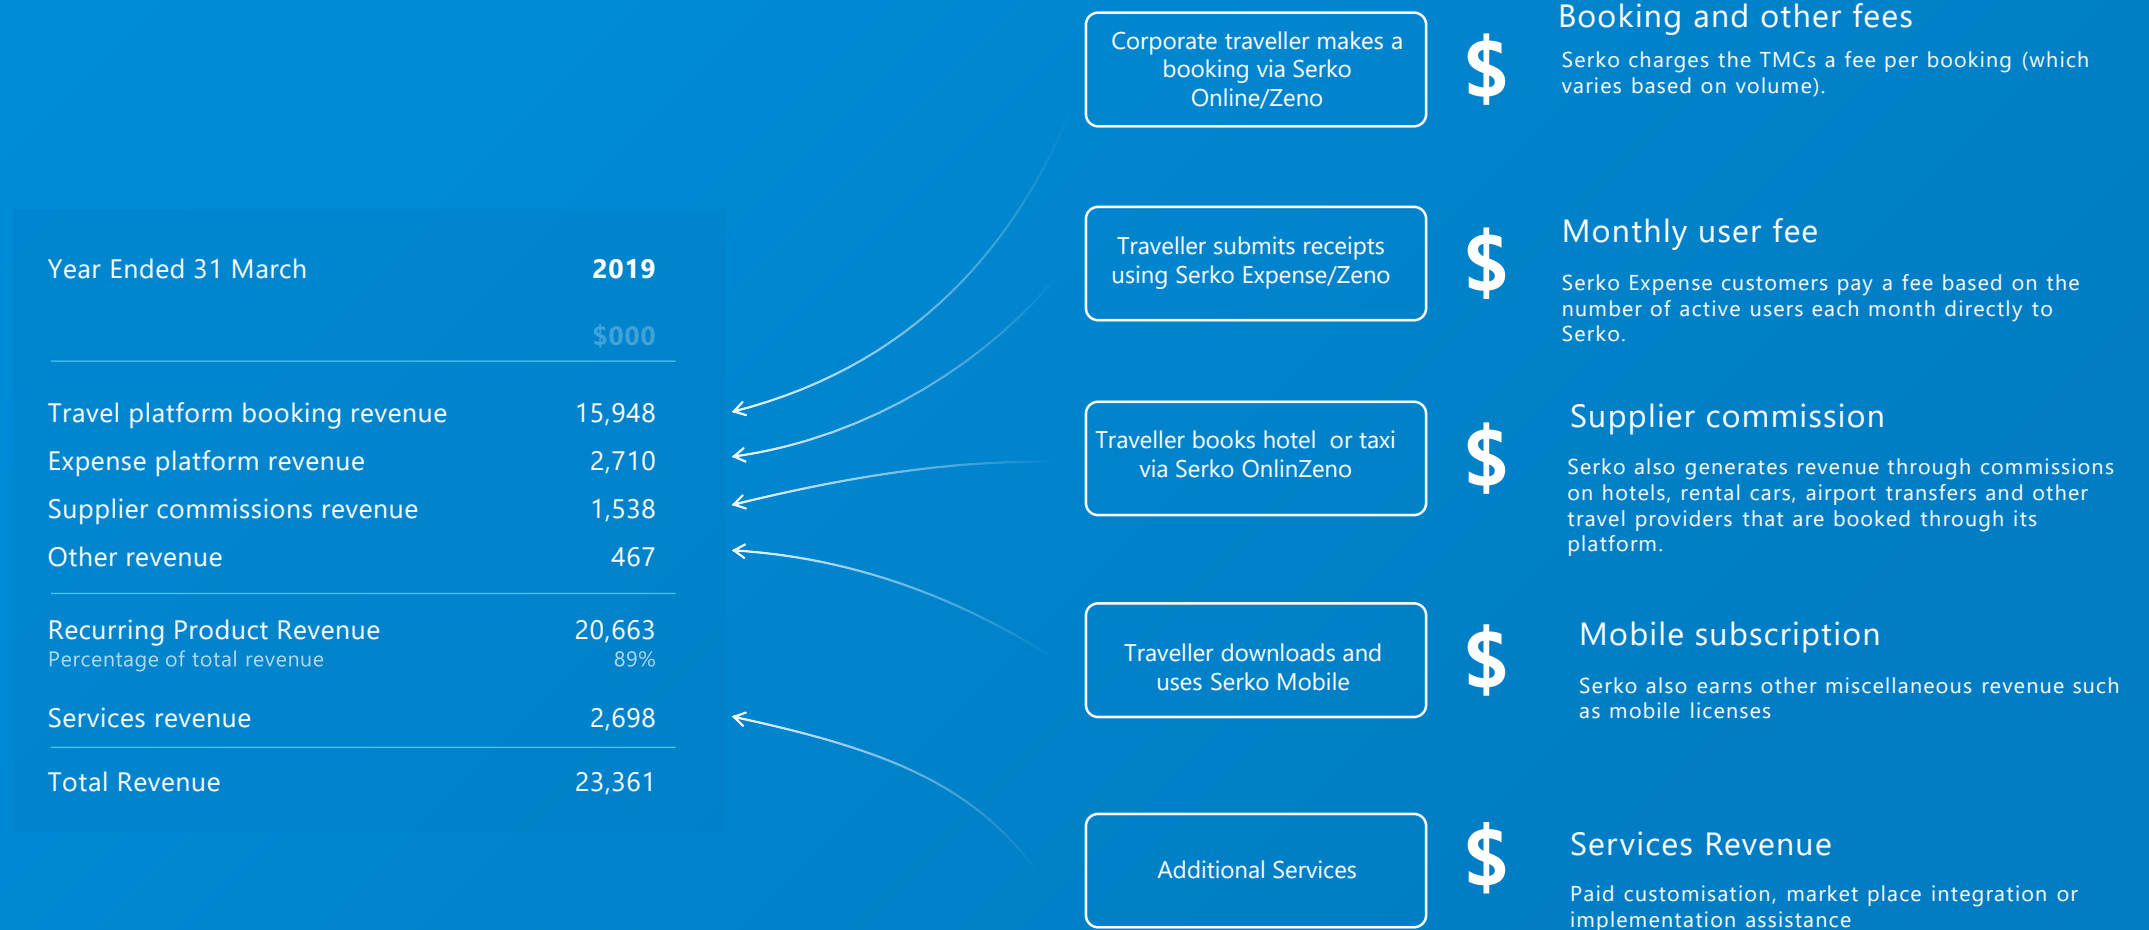 Year Ended 31 March 2019
$000
Travel platform booking revenue 15,948
Expense platform revenue 2,710
Supplier commissions revenue 1,538
Other revenue 467
Recurring Product Revenue 20,663
Percentage of total revenue 89%
Services revenue 2,698
Total Revenue 23,361
Corporate traveller makes a
booking via Serko
Online/Zeno
$
Booking and other fees
Serko charges the TMCs a fee per booking (which
varies based on volume).
Traveller submits receipts
using Serko Expense/Zeno
$
Monthly user fee
Serko Expense customers pay a fee based on the
number of active users each month directly to
Serko.
Traveller books hotel or taxi
via Serko OnlinZeno
$
Supplier commission
Serko also generates revenue through commissions
on hotels, rental cars, airport transfers and other
travel providers that are booked through its
platform.
Traveller downloads and
uses Serko Mobile
$
Mobile subscription
Serko also earns other miscellaneous revenue such
as mobile licenses
Additional Services
$
Services Revenue
Paid customisation, market place integration or
implementation assistance